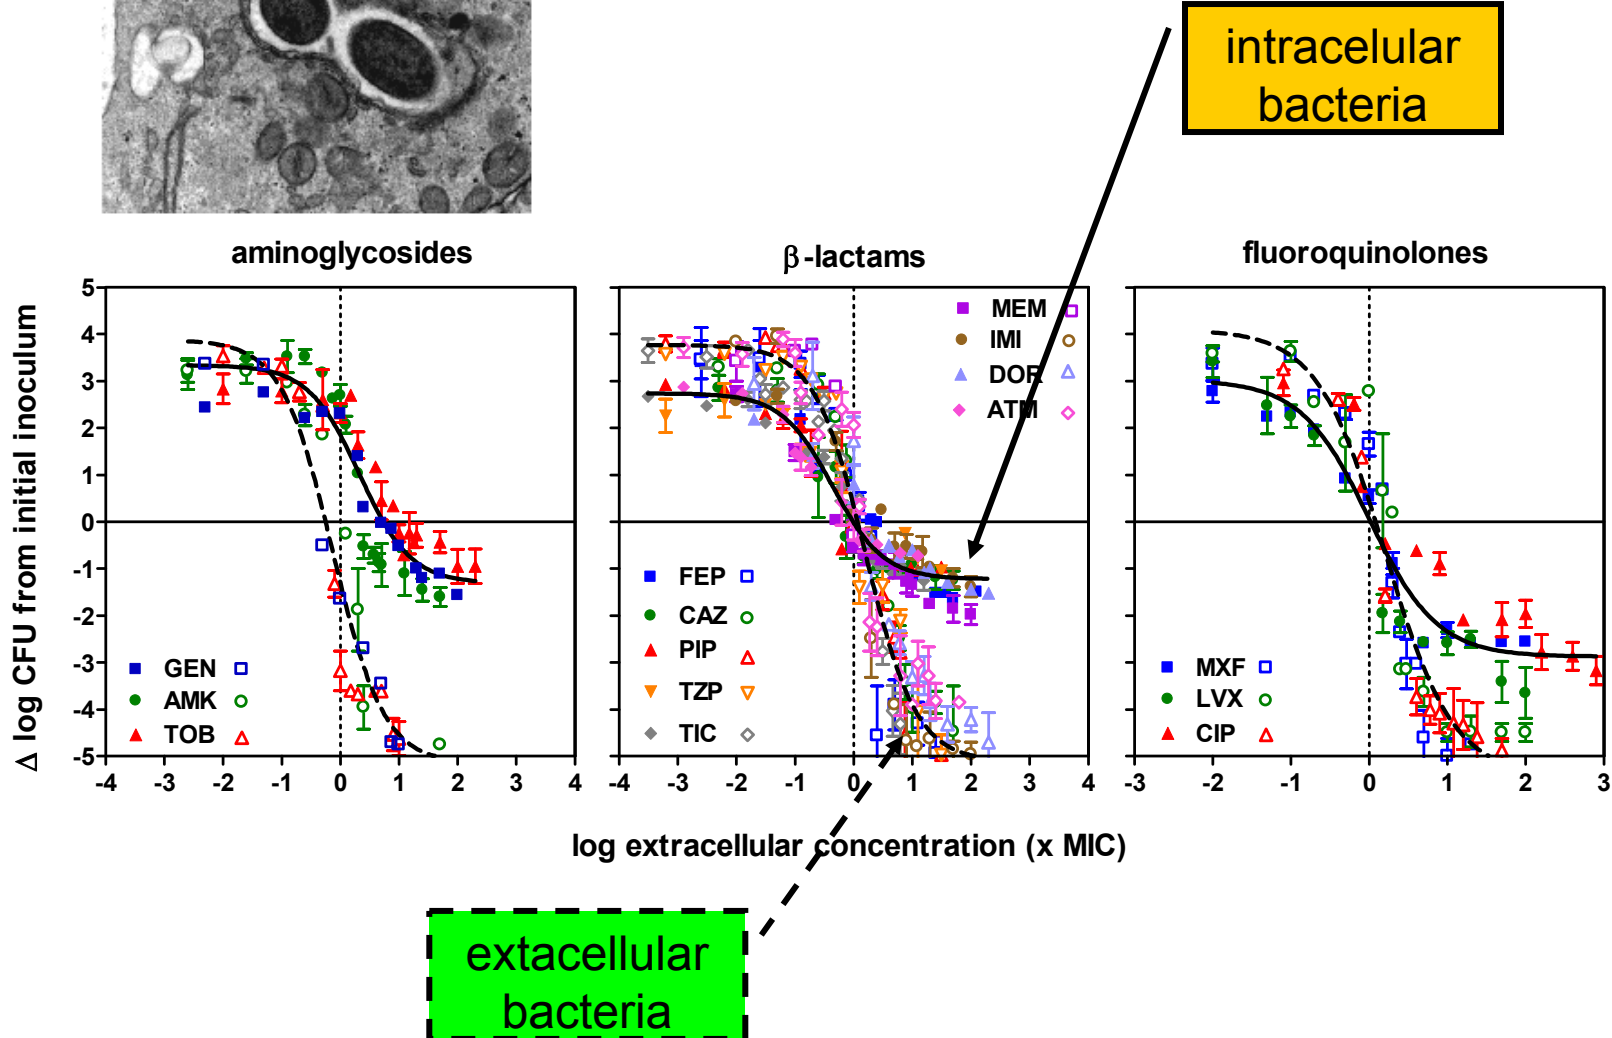 intracelular
bacteria
aminoglycosides
β-lactams
fluoroquinolones
Δ log CFU from initial inoculum
5
4
3
2
1
0
-1
-2
-3
-4
-5
GEN
AMK
TOB
-4 -3 -2 -1 0 1 2 3 4
MEM
IMI
DOR
ATM
FEP
CAZ
PIP
TZP
TIC
-4 -3 -2 -1 0 1 2 3 4
MXF
LVX
CIP
-3 -2 -1 0 1 2 3
log extracellular concentration (x MIC)
extacellular
bacteria